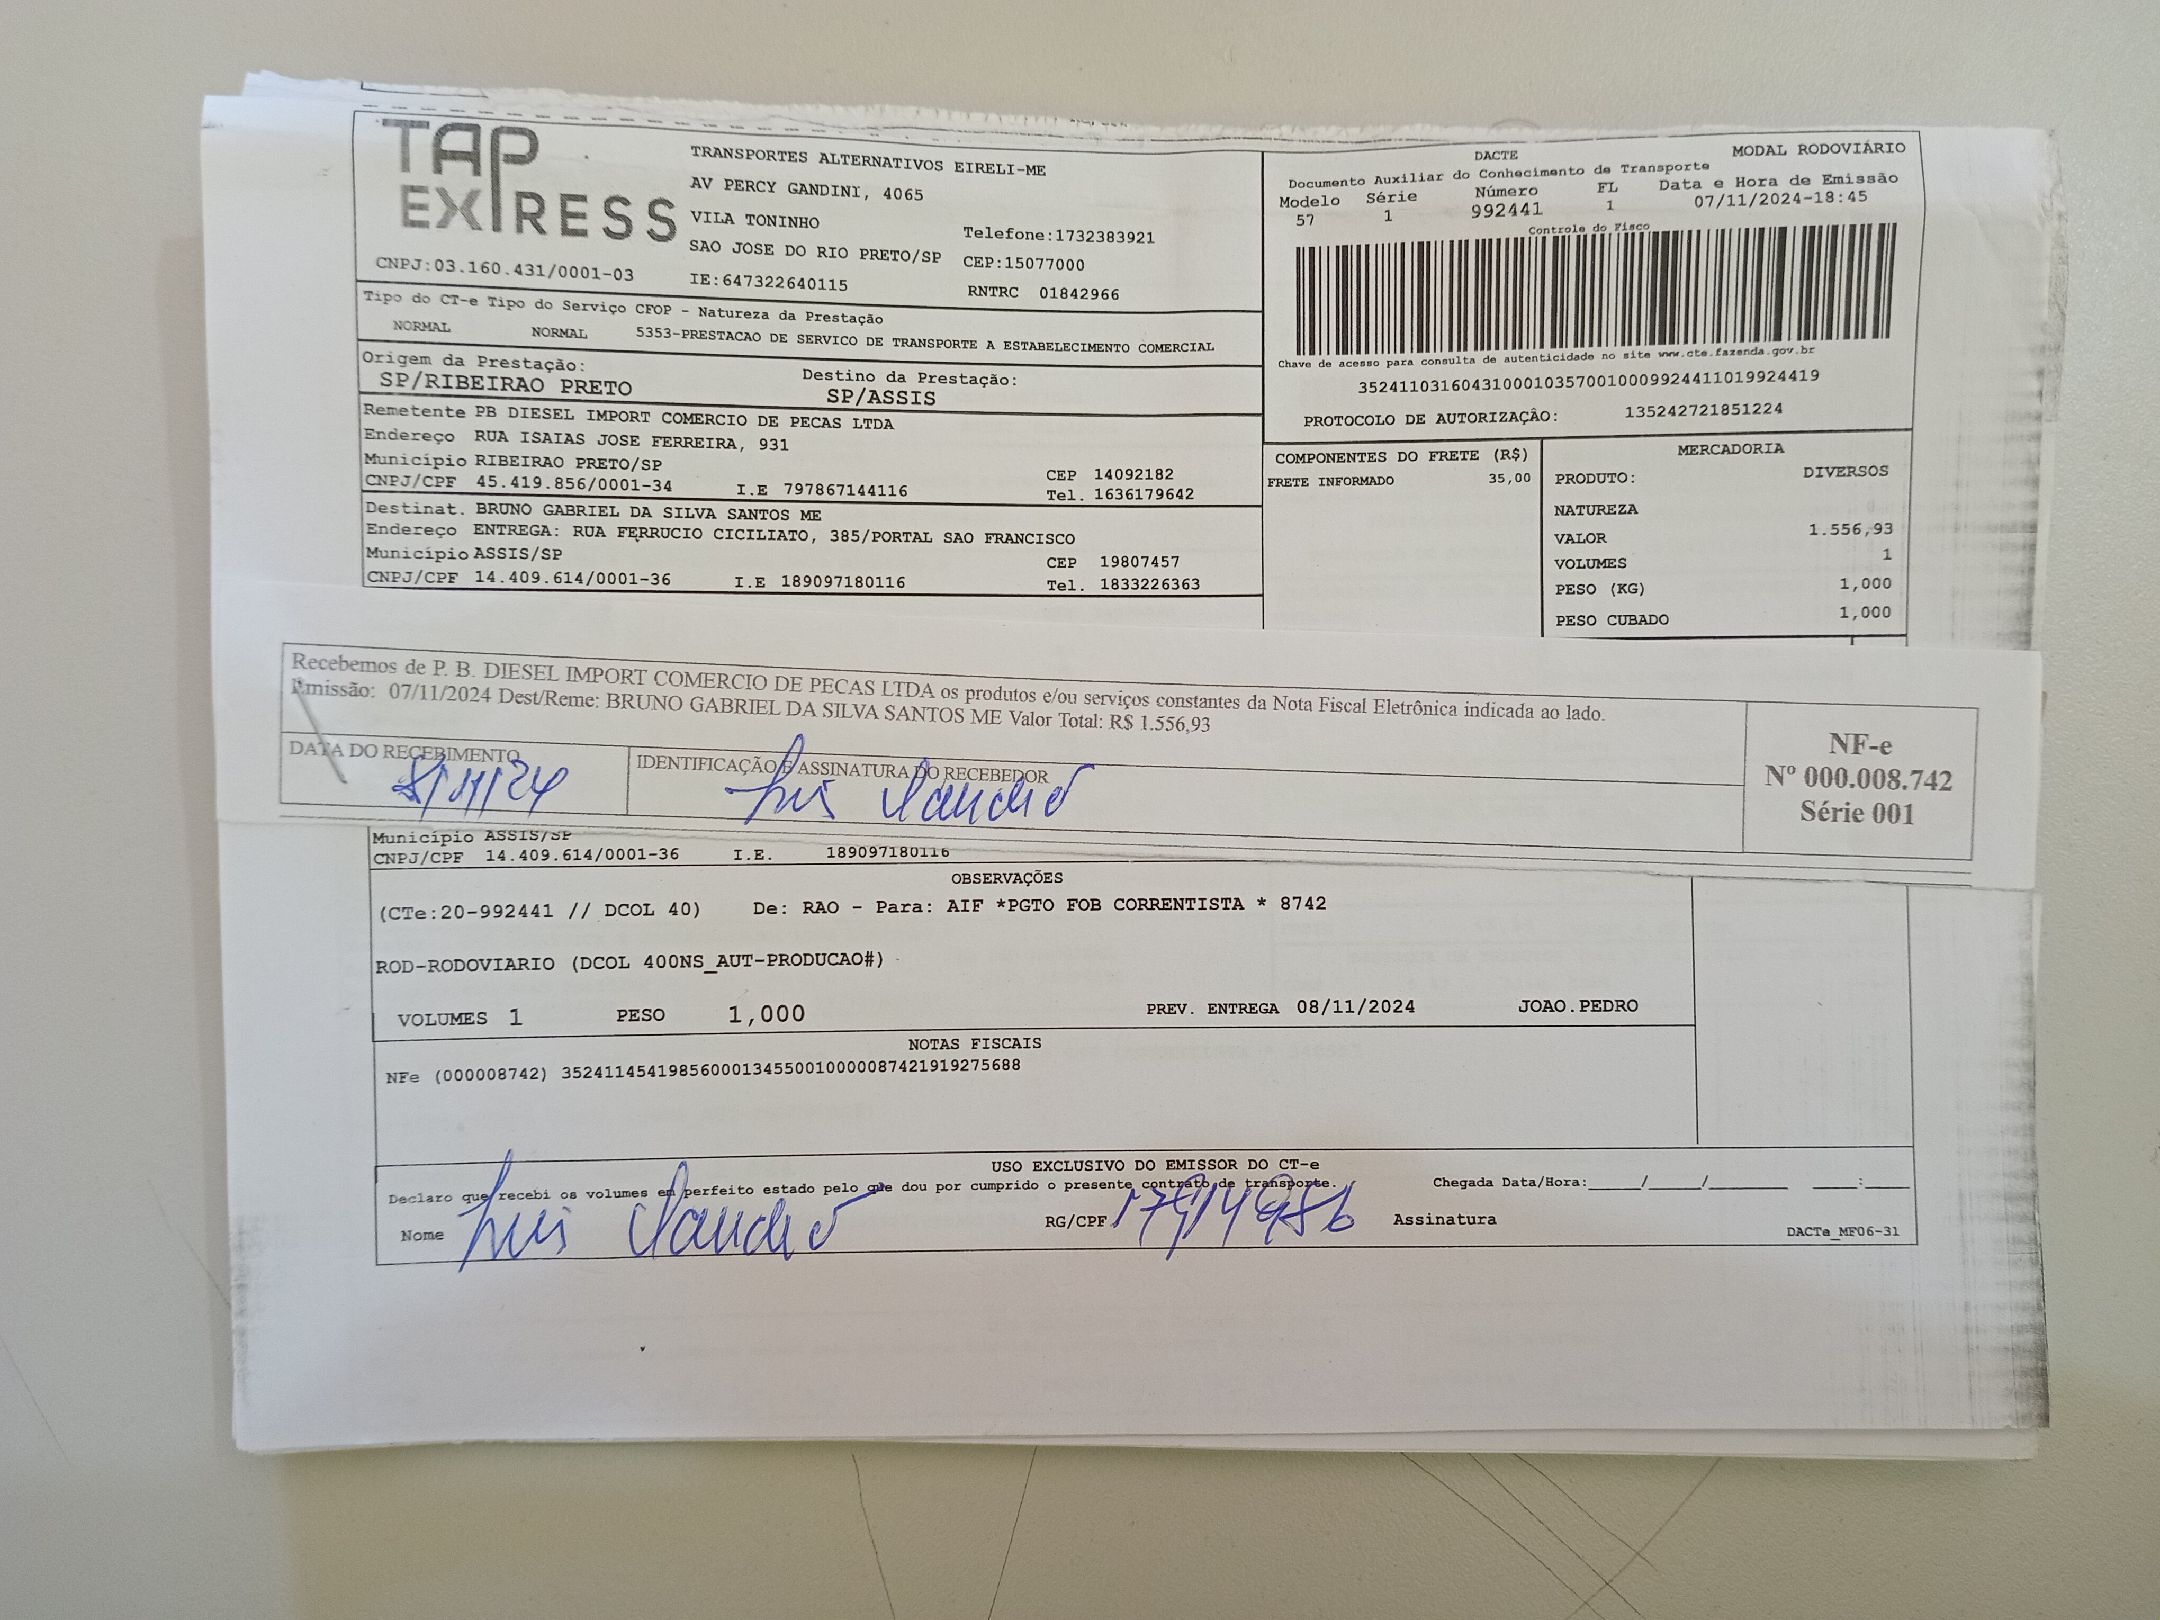 TAP EXPRESS
TRANSPORTES ALTERNATIVOS EIRELI-ME
AV PERCY GANDINI, 4065
VILA TONINHO
Telefone:1732383921
SAO JOSE DO RIO PRETO/SP CEP:15077000
CNPJ:03.160.431/0001-03 IE:647322640115 RNTRC 01842966
DACTE MODAL RODOVIÁRIO
Documento Auxiliar do Conhecimento de Transporte
Modelo Série Número FL Data e Hora de Emissão
57 1 992441 1 07/11/2024-18:45
Controle do Fisco
Chave de acesso para consulta de autenticidade no site www.cte.fazenda.gov.br
35241103160431000103570010009924411019924419
PROTOCOLO DE AUTORIZAÇÃO: 135242721851224
Tipo do CT-e Tipo do Serviço CFOP - Natureza da Prestação
NORMAL NORMAL 5353-PRESTACAO DE SERVICO DE TRANSPORTE A ESTABELECIMENTO COMERCIAL
Origem da Prestação: Destino da Prestação:
SP/RIBEIRAO PRETO SP/ASSIS
Remetente PB DIESEL IMPORT COMERCIO DE PECAS LTDA
Endereço RUA ISAIAS JOSE FERREIRA, 931
Município RIBEIRAO PRETO/SP CEP 14092182
CNPJ/CPF 45.419.856/0001-34 I.E 797867144116 Tel. 1636179642
Destinat. BRUNO GABRIEL DA SILVA SANTOS ME
Endereço ENTREGA: RUA FERRUCIO CICILIATO, 385/PORTAL SAO FRANCISCO
Município ASSIS/SP CEP 19807457
CNPJ/CPF 14.409.614/0001-36 I.E 189097180116 Tel. 1833226363
COMPONENTES DO FRETE (R$)
FRETE INFORMADO 35,00
MERCADORIA
PRODUTO: DIVERSOS
NATUREZA
VALOR 1.556,93
VOLUMES 1
PESO (KG) 1,000
PESO CUBADO 1,000
Recebemos de P. B. DIESEL IMPORT COMERCIO DE PECAS LTDA os produtos e/ou serviços constantes da Nota Fiscal Eletrônica indicada ao lado.
Emissão: 07/11/2024 Dest/Reme: BRUNO GABRIEL DA SILVA SANTOS ME Valor Total: R$ 1.556,93
DATA DO RECEBIMENTO IDENTIFICAÇÃO E ASSINATURA DO RECEBEDOR
8/11/24 Luis Claudio
NF-e
Nº 000.008.742
Série 001
Município ASSIS/SP
CNPJ/CPF 14.409.614/0001-36 I.E. 189097180116
OBSERVAÇÕES
(CTe:20-992441 // DCOL 40) De: RAO - Para: AIF *PGTO FOB CORRENTISTA * 8742
ROD-RODOVIARIO (DCOL 400NS_AUT-PRODUCAO#)
VOLUMES 1 PESO 1,000 PREV. ENTREGA 08/11/2024 JOAO.PEDRO
NOTAS FISCAIS
NFe (000008742) 35241145419856000134550010000087421919275688
USO EXCLUSIVO DO EMISSOR DO CT-e
Declaro que recebi os volumes em perfeito estado pelo que dou por cumprido o presente contrato de transporte. Chegada Data/Hora:____/____/________ ____:____
Nome Luis Claudio RG/CPF Assinatura
DACTe_MF06-31